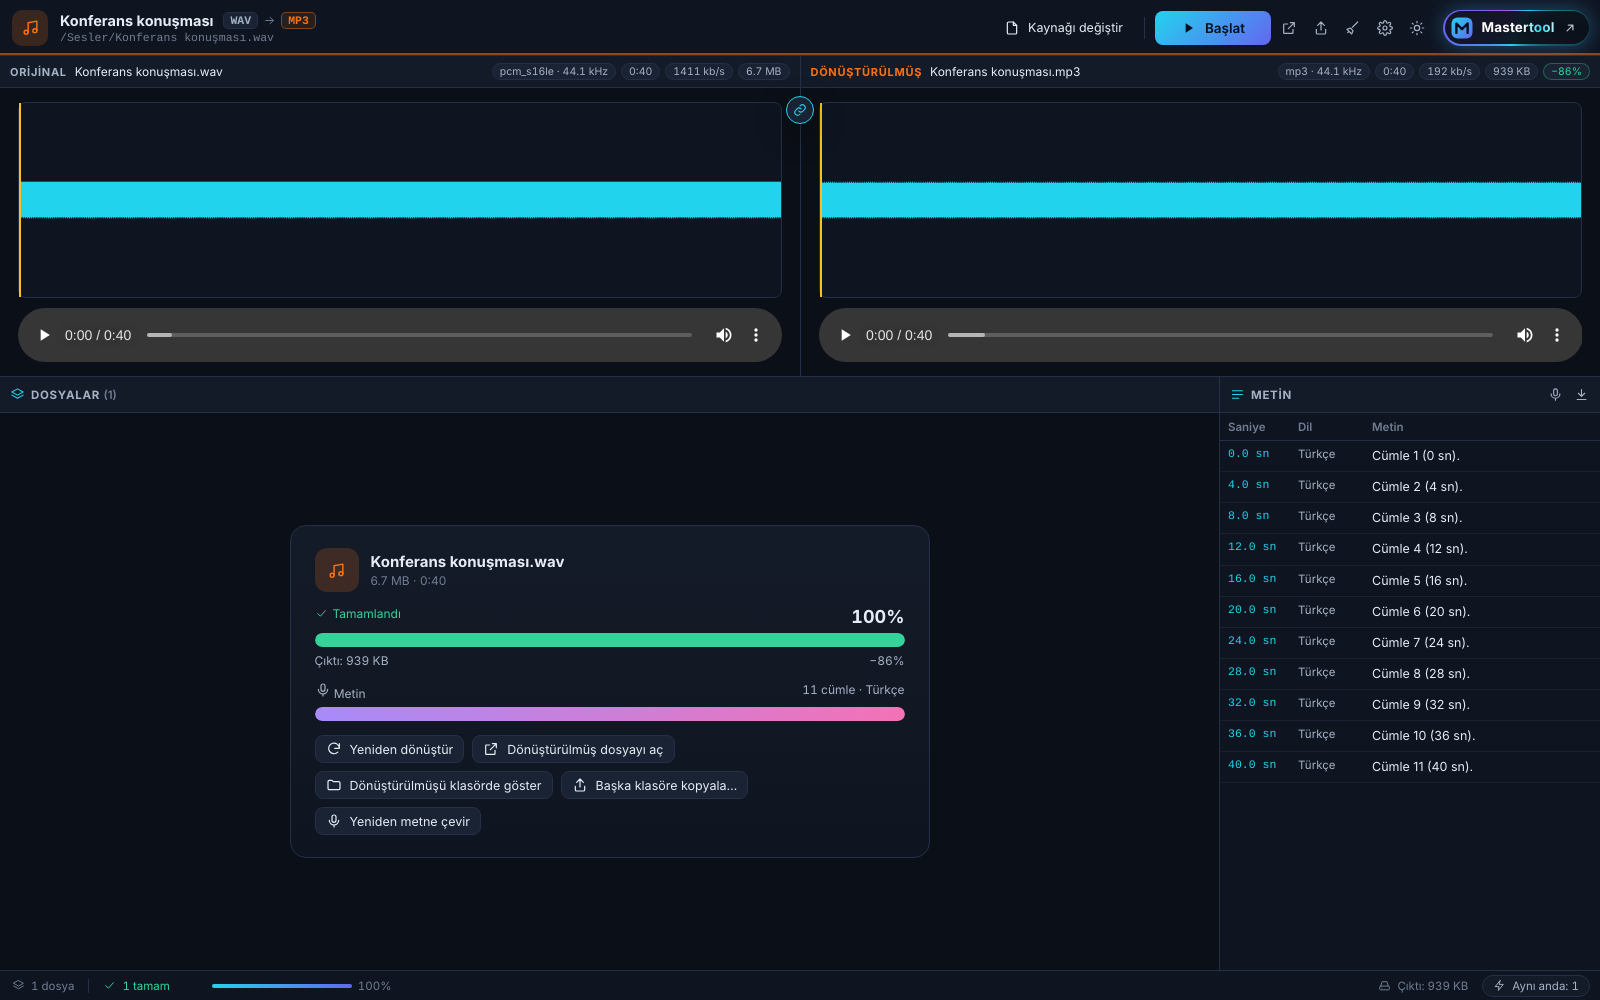 Konferans konuşması WAV → MP3
/Sesler/Konferans konuşması.wav
Kaynağı değiştir
Başlat
Mastertool
ORİJİNAL Konferans konuşması.wav
pcm_s16le · 44.1 kHz 0:40 1411 kb/s 6.7 MB
DÖNÜŞTÜRÜLMÜŞ Konferans konuşması.mp3
mp3 · 44.1 kHz 0:40 192 kb/s 939 KB −86%
0:00 / 0:40
0:00 / 0:40
DOSYALAR (1)
Konferans konuşması.wav
6.7 MB · 0:40
Tamamlandı 100%
Çıktı: 939 KB −86%
Metin 11 cümle · Türkçe
Yeniden dönüştür Dönüştürülmüş dosyayı aç
Dönüştürülmüşü klasörde göster Başka klasöre kopyala...
Yeniden metne çevir
METİN
Saniye Dil Metin
0.0 sn Türkçe Cümle 1 (0 sn).
4.0 sn Türkçe Cümle 2 (4 sn).
8.0 sn Türkçe Cümle 3 (8 sn).
12.0 sn Türkçe Cümle 4 (12 sn).
16.0 sn Türkçe Cümle 5 (16 sn).
20.0 sn Türkçe Cümle 6 (20 sn).
24.0 sn Türkçe Cümle 7 (24 sn).
28.0 sn Türkçe Cümle 8 (28 sn).
32.0 sn Türkçe Cümle 9 (32 sn).
36.0 sn Türkçe Cümle 10 (36 sn).
40.0 sn Türkçe Cümle 11 (40 sn).
1 dosya 1 tamam 100%
Çıktı: 939 KB Aynı anda: 1